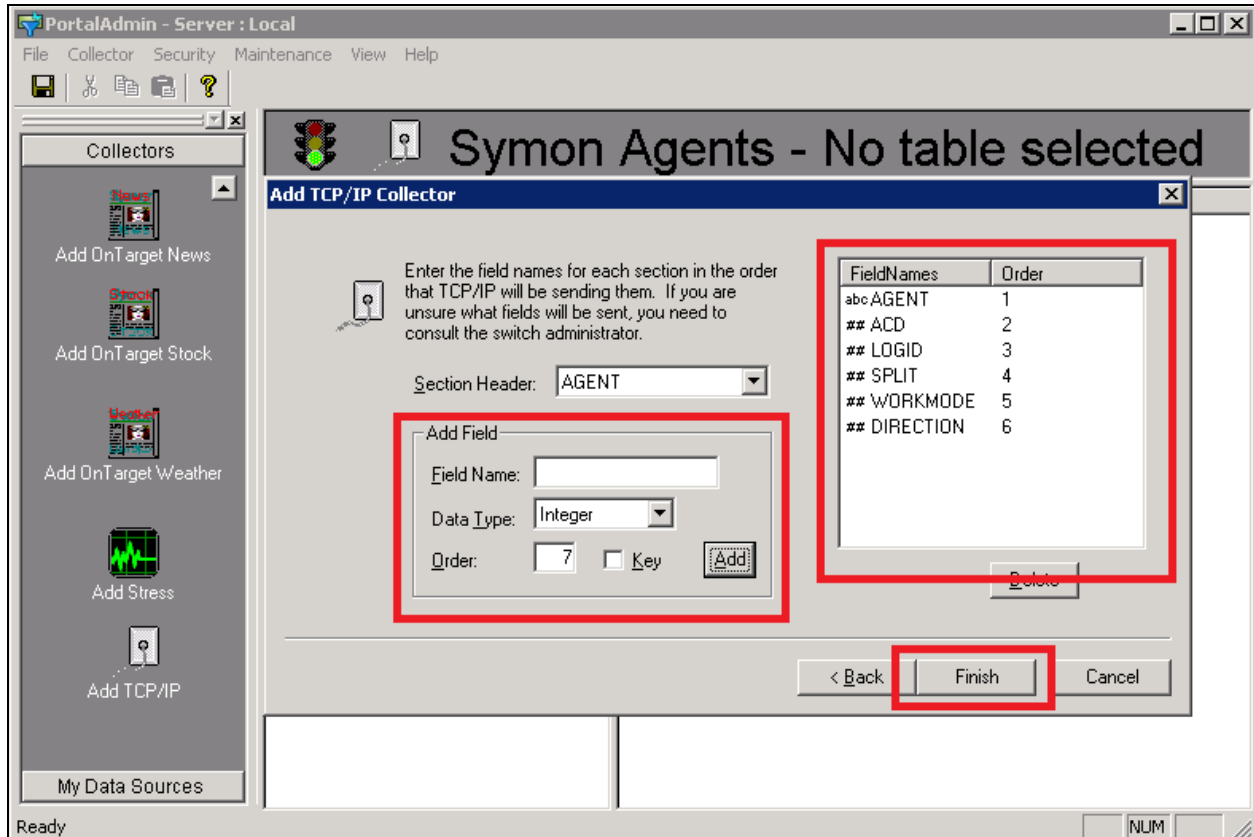 PortalAdmin - Server : Local
File Collector Security Maintenance View Help
Collectors
Symon Agents - No table selected
Add TCP/IP Collector
News
Add OnTarget News
Stock
Add OnTarget Stock
Weather
Add OnTarget Weather
Add Stress
Add TCP/IP
My Data Sources
Enter the field names for each section in the order
that TCP/IP will be sending them. If you are
unsure what fields will be sent, you need to
consult the switch administrator.
Section Header: AGENT
Add Field
Field Name:
Data Type: Integer
Order: 7 Key Add
FieldNames Order
abc AGENT 1
## ACD 2
## LOGID 3
## SPLIT 4
## WORKMODE 5
## DIRECTION 6
Delete
< Back Finish Cancel
Ready NUM